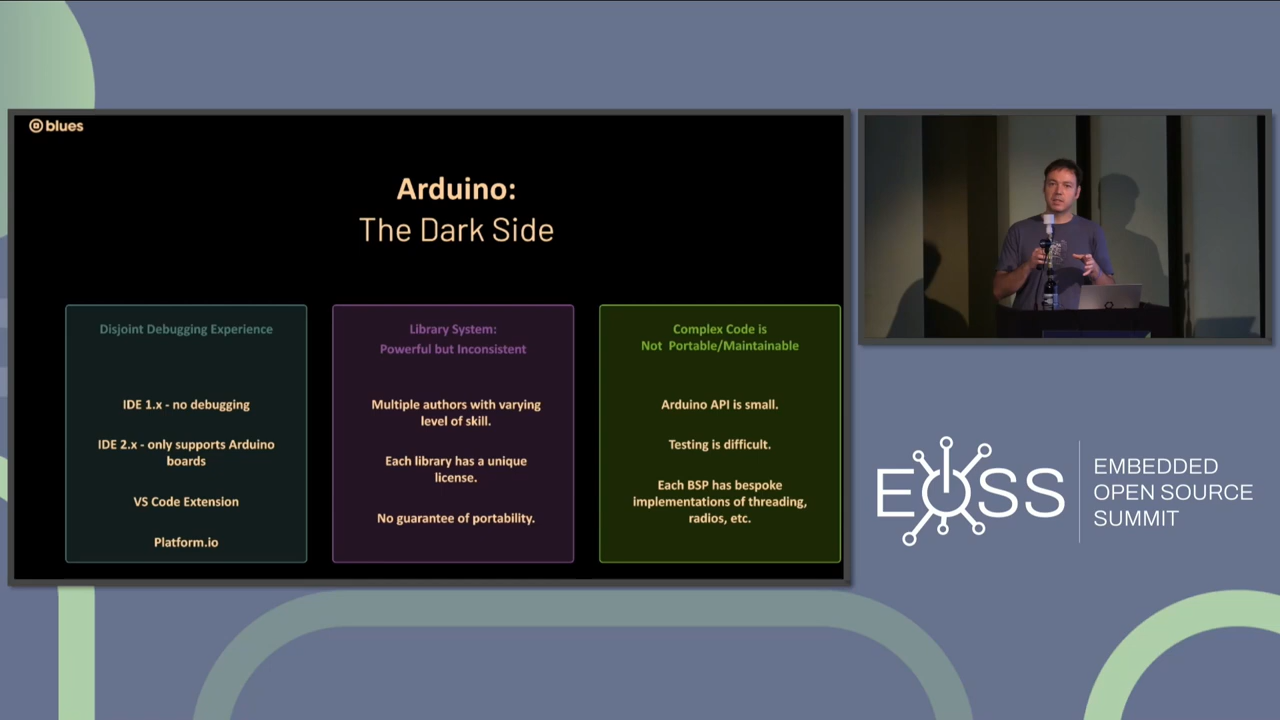 blues
Arduino:
The Dark Side
Disjoint Debugging Experience
IDE 1.x - no debugging
IDE 2.x - only supports Arduino
boards
VS Code Extension
Platform.io
Library System:
Powerful but Inconsistent
Multiple authors with varying
level of skill.
Each library has a unique
license.
No guarantee of portability.
Complex Code is
Not Portable/Maintainable
Arduino API is small.
Testing is difficult.
Each BSP has bespoke
implementations of threading,
radios, etc.
EOSS
EMBEDDED
OPEN SOURCE
SUMMIT